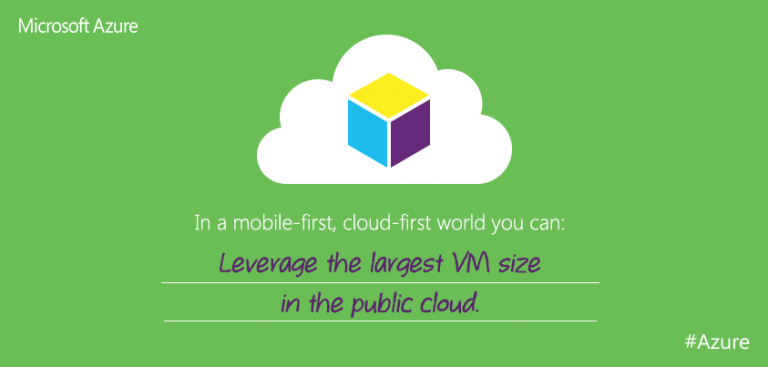 Microsoft Azure
In a mobile-first, cloud-first world you can:
Leverage the largest VM size
in the public cloud.
#Azure